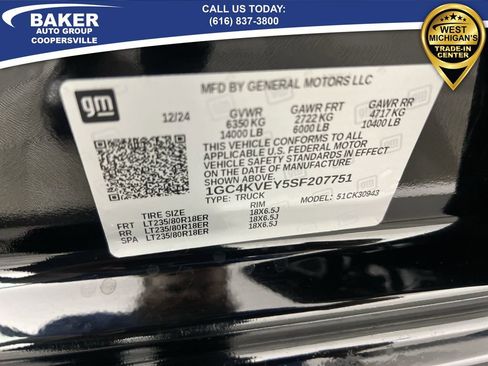 BAKER
AUTO GROUP
COOPERSVILLE
CALL US TODAY:
(616) 837-3800
WEST
MICHIGAN'S
TRADE-IN
CENTER
gm
MFD BY GENERAL MOTORS LLC
12/24 GVWR GAWR FRT GAWR RR
6350 KG 2722 KG 4717 KG
14000 LB 6000 LB 10400 LB
THIS VEHICLE CONFORMS TO ALL
APPLICABLE U.S. FEDERAL MOTOR
VEHICLE SAFETY STANDARDS IN EFFECT ON
THE DATE OF MANUFACTURE SHOWN ABOVE.
1GC4KVEY5SF207751
TYPE: TRUCK MODEL: 51CK30943
TIRE SIZE RIM
FRT LT235/80R18ER 18X6.5J
RR LT235/80R18ER 18X6.5J
SPA LT235/80R18ER 18X6.5J